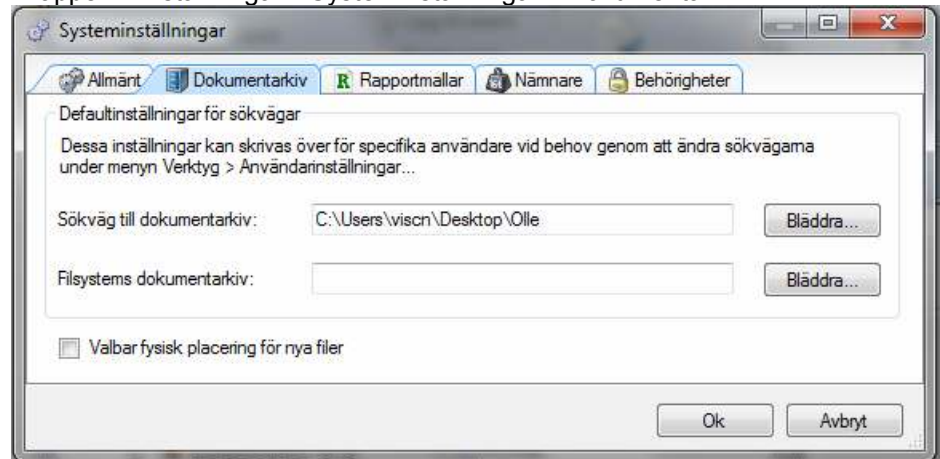 Systeminställningar
Allmänt Dokumentarkiv Rapportmallar Nämnare Behörigheter
Defaultinställningar för sökvägar
Dessa inställningar kan skrivas över för specifika användare vid behov genom att ändra sökvägarna
under menyn Verktyg > Användarinställningar...
Sökväg till dokumentarkiv: C:\Users\viscn\Desktop\Olle Bläddra...
Filsystems dokumentarkiv: Bläddra...
Valbar fysisk placering för nya filer
Ok Avbryt